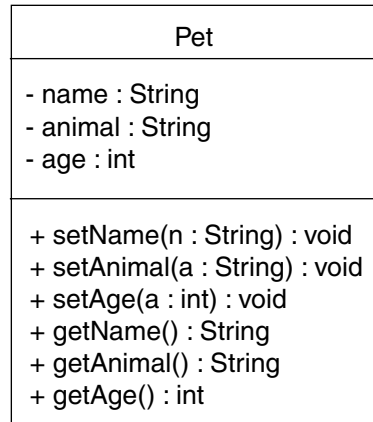 Pet
- name : String
- animal : String
- age : int
+ setName(n : String) : void
+ setAnimal(a : String) : void
+ setAge(a : int) : void
+ getName() : String
+ getAnimal() : String
+ getAge() : int